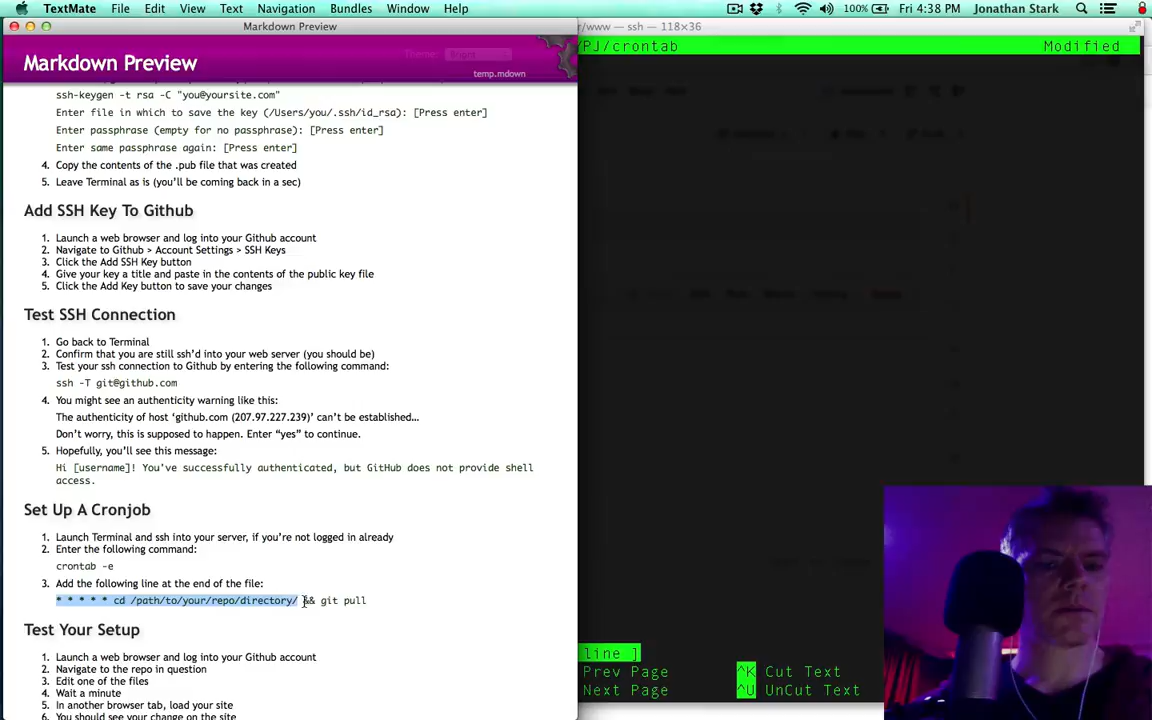 TextMate File Edit View Text Navigation Bundles Window Help 100% Fri 4:38 PM Jonathan Stark
Markdown Preview
r/www — ssh — 118×36
/PJ/crontab Modified
Theme: Bright
Markdown Preview
temp.mdown
ssh-keygen -t rsa -C "you@yoursite.com"
Enter file in which to save the key (/Users/you/.ssh/id_rsa): [Press enter]
Enter passphrase (empty for no passphrase): [Press enter]
Enter same passphrase again: [Press enter]
4. Copy the contents of the .pub file that was created
5. Leave Terminal as is (you’ll be coming back in a sec)
Add SSH Key To Github
1. Launch a web browser and log into your Github account
2. Navigate to Github > Account Settings > SSH Keys
3. Click the Add SSH Key button
4. Give your key a title and paste in the contents of the public key file
5. Click the Add Key button to save your changes
Test SSH Connection
1. Go back to Terminal
2. Confirm that you are still ssh’d into your web server (you should be)
3. Test your ssh connection to Github by entering the following command:
ssh -T git@github.com
4. You might see an authenticity warning like this:
The authenticity of host ‘github.com (207.97.227.239)’ can’t be established…
Don’t worry, this is supposed to happen. Enter “yes” to continue.
5. Hopefully, you’ll see this message:
Hi [username]! You’ve successfully authenticated, but GitHub does not provide shell
access.
Set Up A Cronjob
1. Launch Terminal and ssh into your server, if you’re not logged in already
2. Enter the following command:
crontab -e
3. Add the following line at the end of the file:
* * * * * cd /path/to/your/repo/directory/ && git pull
Test Your Setup
1. Launch a web browser and log into your Github account
2. Navigate to the repo in question
3. Edit one of the files
4. Wait a minute
5. In another browser tab, load your site
6. You should see your change on the site
line ]
Prev Page ^K Cut Text
Next Page ^U UnCut Text